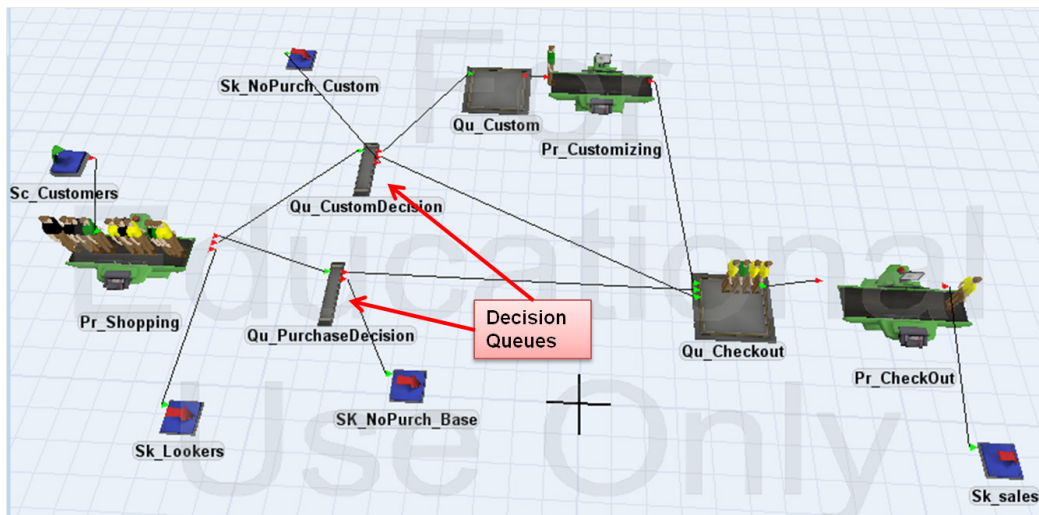 For
Educational
Use Only
Sk_NoPurch_Custom
Qu_Custom
Pr_Customizing
Sc_Customers
Qu_CustomDecision
Pr_Shopping
Qu_PurchaseDecision
Decision
Queues
Qu_Checkout
Pr_CheckOut
SK_NoPurch_Base
Sk_Lookers
Sk_sales